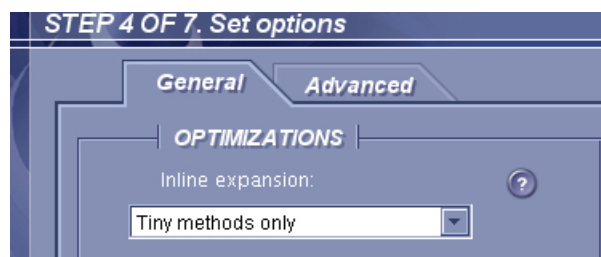 STEP 4 OF 7. Set options
General Advanced
OPTIMIZATIONS
Inline expansion:
?
Tiny methods only